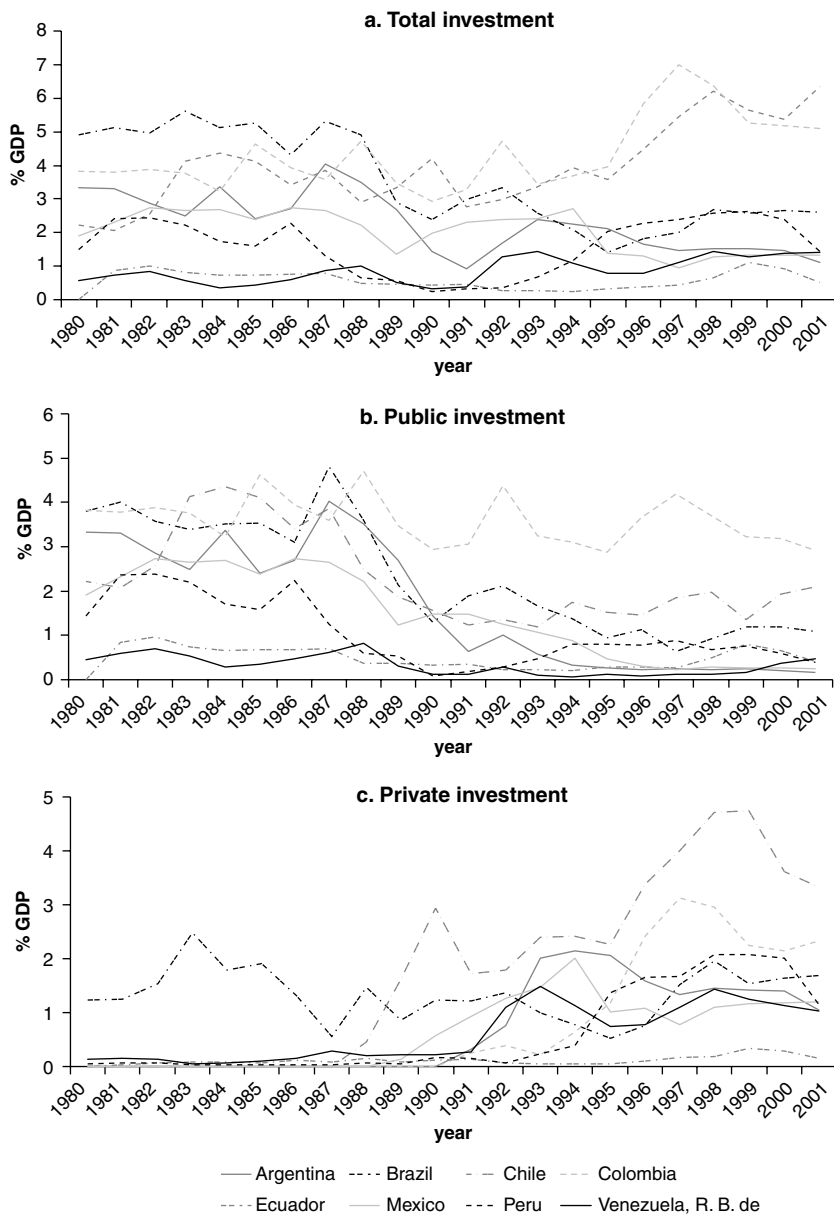 a. Total investment
8
7
6
5
4
3
2
1
0
% GDP
1980 1981 1982 1983 1984 1985 1986 1987 1988 1989 1990 1991 1992 1993 1994 1995 1996 1997 1998 1999 2000 2001
year
b. Public investment
6
5
4
3
2
1
0
% GDP
1980 1981 1982 1983 1984 1985 1986 1987 1988 1989 1990 1991 1992 1993 1994 1995 1996 1997 1998 1999 2000 2001
year
c. Private investment
5
4
3
2
1
0
% GDP
1980 1981 1982 1983 1984 1985 1986 1987 1988 1989 1990 1991 1992 1993 1994 1995 1996 1997 1998 1999 2000 2001
year
Argentina Brazil Chile Colombia
Ecuador Mexico Peru Venezuela, R. B. de